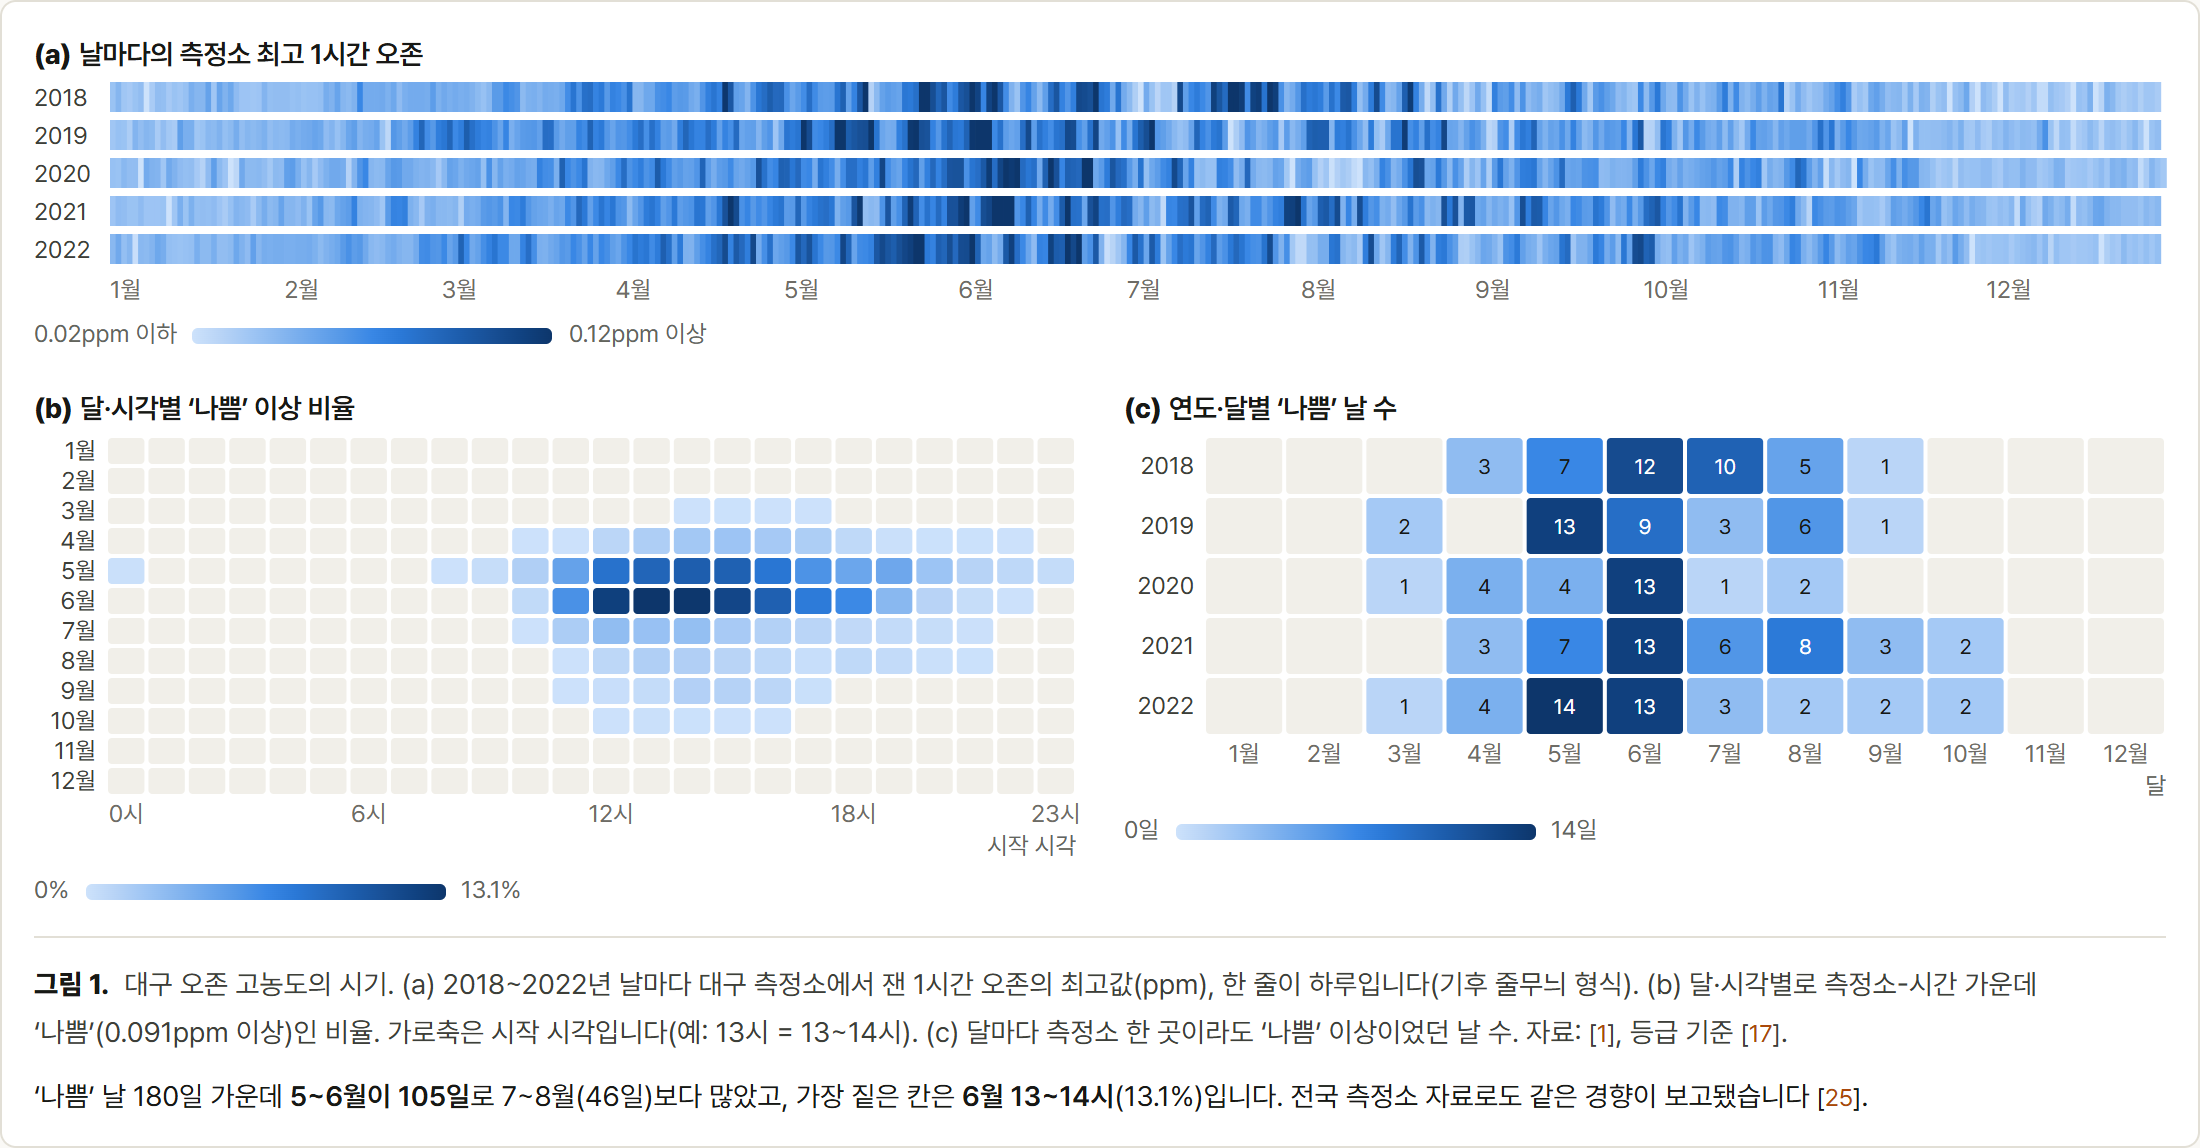 (a) 날마다의 측정소 최고 1시간 오존
2018
2019
2020
2021
2022
1월 2월 3월 4월 5월 6월 7월 8월 9월 10월 11월 12월
0.02ppm 이하 0.12ppm 이상
(b) 달·시각별 ‘나쁨’ 이상 비율
1월
2월
3월
4월
5월
6월
7월
8월
9월
10월
11월
12월
0시 6시 12시 18시 23시
시작 시각
0% 13.1%
(c) 연도·달별 ‘나쁨’ 날 수
2018 3 7 12 10 5 1
2019 2 13 9 3 6 1
2020 1 4 4 13 1 2
2021 3 7 13 6 8 3 2
2022 1 4 14 13 3 2 2 2
1월 2월 3월 4월 5월 6월 7월 8월 9월 10월 11월 12월
달
0일 14일
그림 1. 대구 오존 고농도의 시기. (a) 2018~2022년 날마다 대구 측정소에서 잰 1시간 오존의 최고값(ppm), 한 줄이 하루입니다(기후 줄무늬 형식). (b) 달·시각별로 측정소-시간 가운데
‘나쁨’(0.091ppm 이상)인 비율. 가로축은 시작 시각입니다(예: 13시 = 13~14시). (c) 달마다 측정소 한 곳이라도 ‘나쁨’ 이상이었던 날 수. 자료: [1], 등급 기준 [17].
‘나쁨’ 날 180일 가운데 5~6월이 105일로 7~8월(46일)보다 많았고, 가장 짙은 칸은 6월 13~14시(13.1%)입니다. 전국 측정소 자료로도 같은 경향이 보고됐습니다 [25].